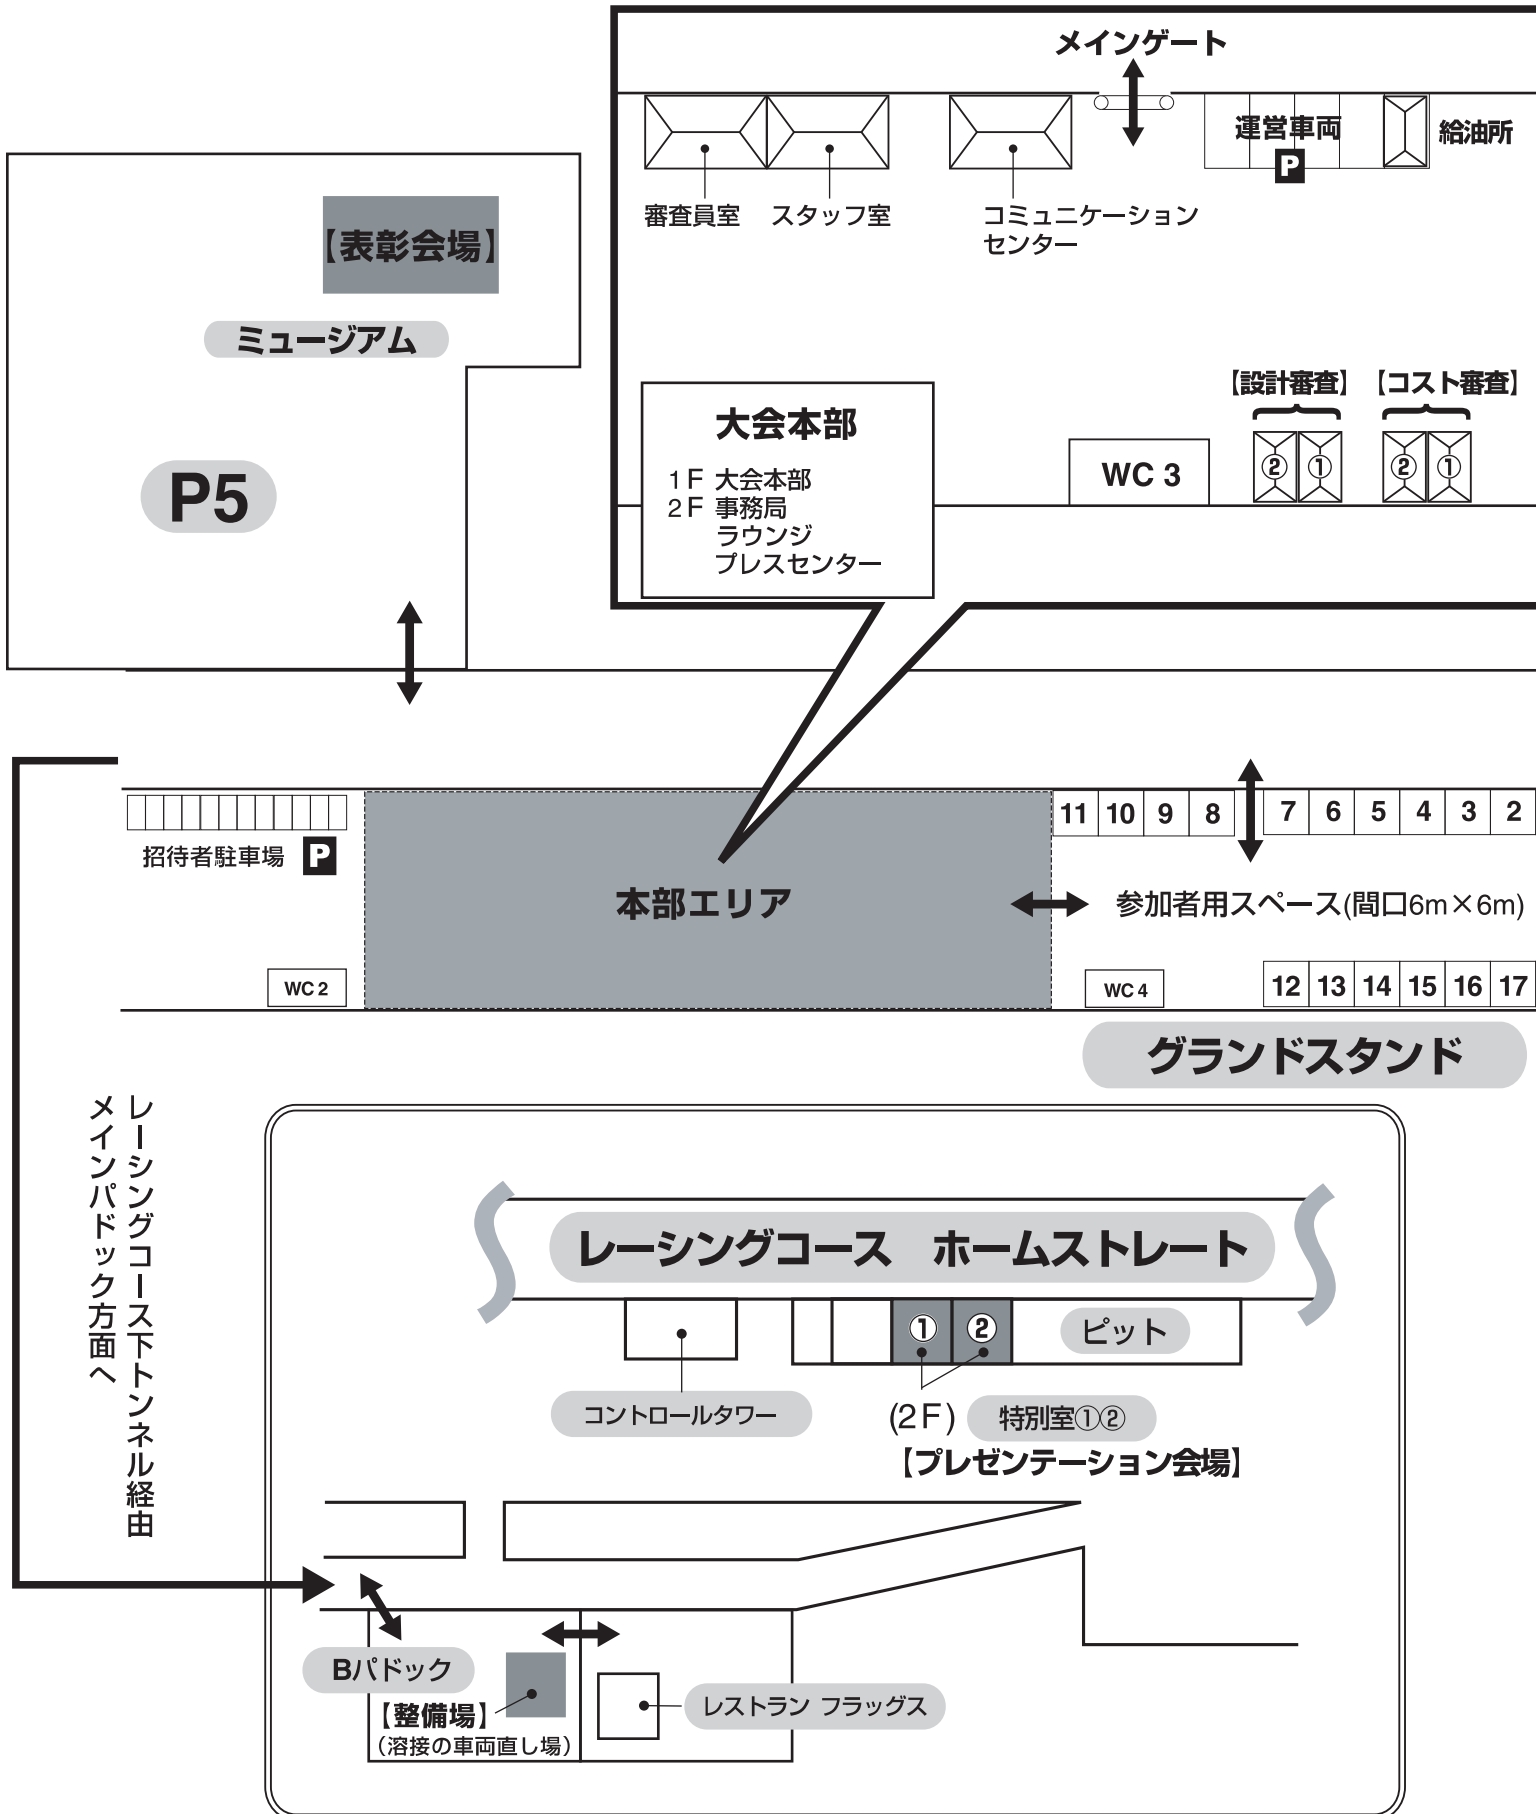 メインゲート
運営車両
P
給油所
審査員室
スタッフ室
コミュニケーション
センター
【表彰会場】
ミュージアム
P5
大会本部
1F 大会本部
2F 事務局
ラウンジ
プレスセンター
WC 3
【設計審査】
② ①
【コスト審査】
② ①
招待者駐車場 P
本部エリア
11 10 9 8 7 6 5 4 3 2
参加者用スペース(間口6m×6m)
WC 2
WC 4
12 13 14 15 16 17
グランドスタンド
レーシングコース下トンネル経由
メインパドック方面へ
レーシングコース ホームストレート
① ②
ピット
コントロールタワー
(2F) 特別室①②
【プレゼンテーション会場】
Bパドック
【整備場】
(溶接の車両直し場)
レストラン フラッグス